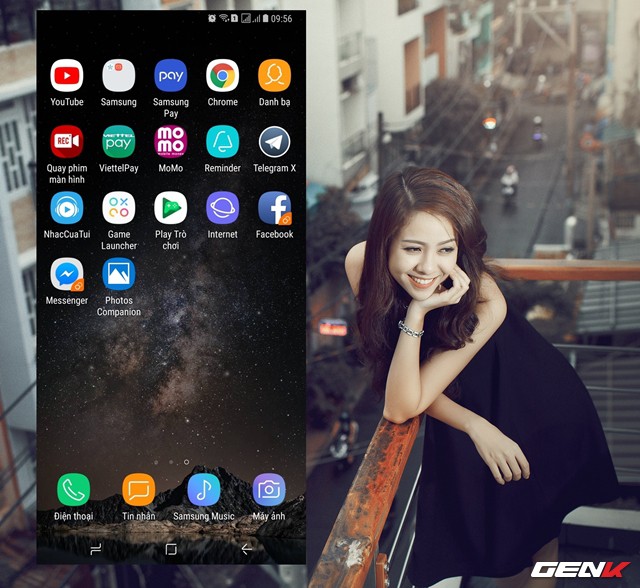 09:56
YouTube
Samsung
Samsung
Pay
Chrome
Danh bạ
pay
REC
VIETTEL
pay
mo
mo
Quay phim
màn hình
ViettelPay
MoMo
Reminder
Telegram X
NhacCuaTui
Game
Launcher
Play Trò
chơi
Internet
Facebook
Messenger
Photos
Companion
Điện thoại
Tin nhắn
Samsung Music
Máy ảnh
GENK